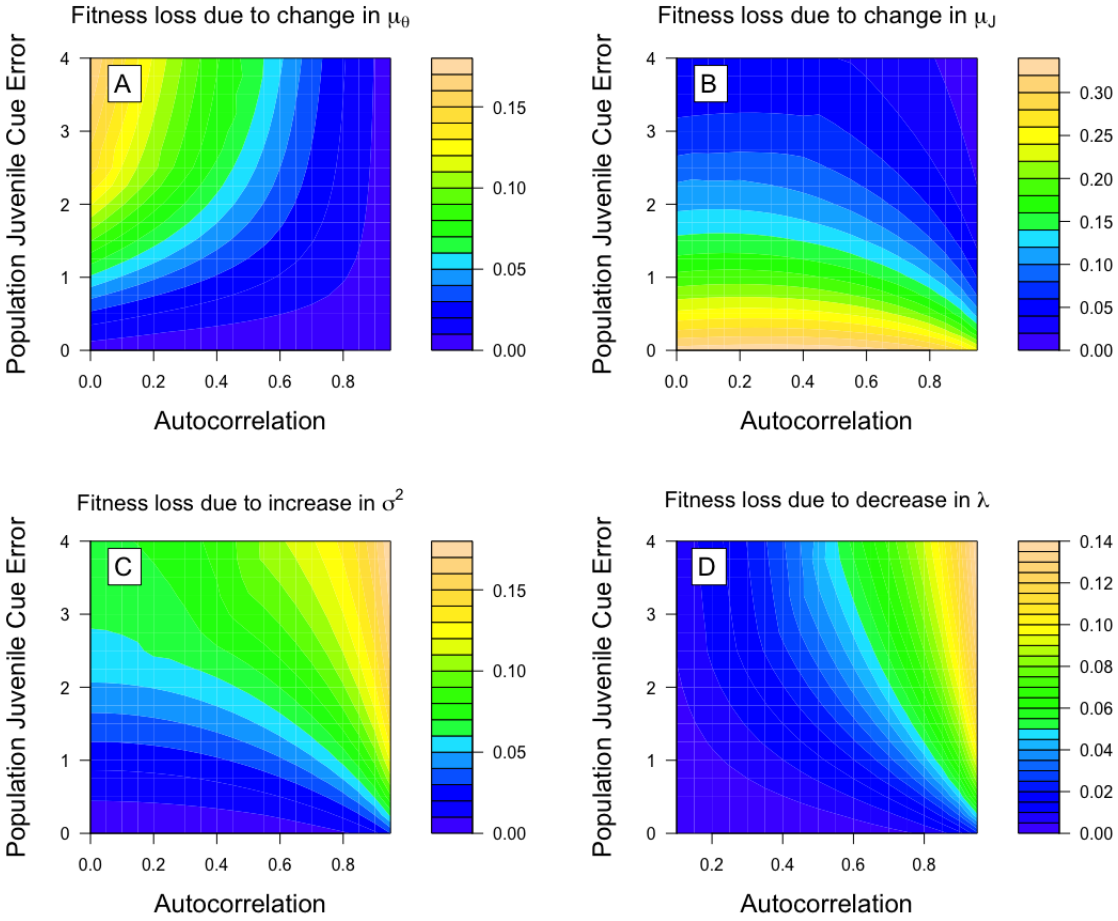 Fitness loss due to change in μθ
Population Juvenile Cue Error
A
4
3
2
1
0
0.0 0.2 0.4 0.6 0.8
Autocorrelation
0.15
0.10
0.05
0.00
Fitness loss due to change in μJ
Population Juvenile Cue Error
B
4
3
2
1
0
0.0 0.2 0.4 0.6 0.8
Autocorrelation
0.30
0.25
0.20
0.15
0.10
0.05
0.00
Fitness loss due to increase in σ²
Population Juvenile Cue Error
C
4
3
2
1
0
0.0 0.2 0.4 0.6 0.8
Autocorrelation
0.15
0.10
0.05
0.00
Fitness loss due to decrease in λ
Population Juvenile Cue Error
D
4
3
2
1
0
0.2 0.4 0.6 0.8
Autocorrelation
0.14
0.12
0.10
0.08
0.06
0.04
0.02
0.00